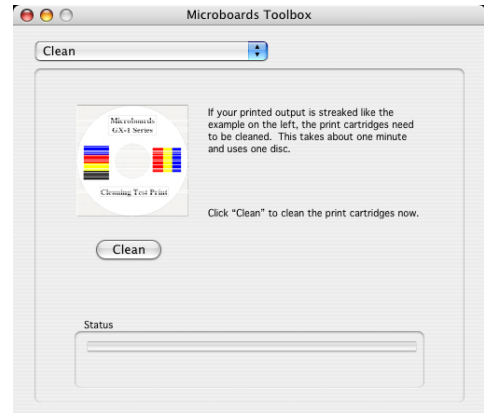 Microboards Toolbox
Clean
Microboards
GX-1 Series
Cleaning Test Print
If your printed output is streaked like the
example on the left, the print cartridges need
to be cleaned.  This takes about one minute
and uses one disc.
Click “Clean” to clean the print cartridges now.
Clean
Status